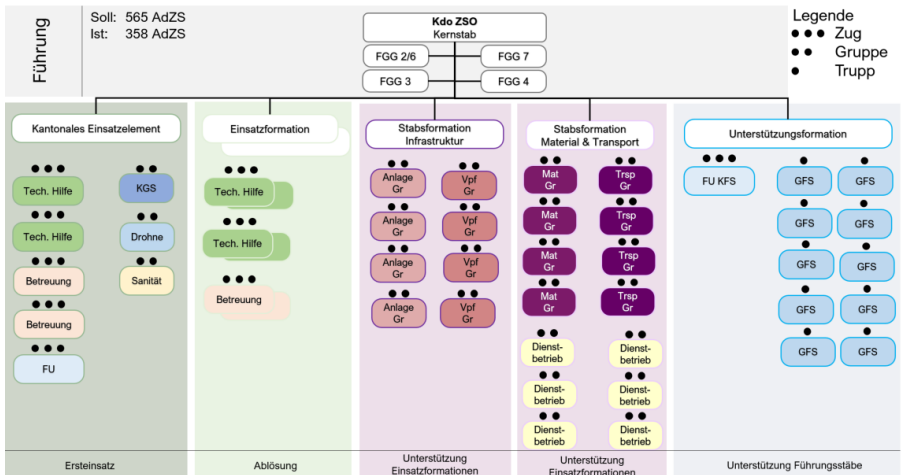 Führung
Soll: 565 AdZS
Ist: 358 AdZS
Kdo ZSO
Kernstab
FGG 2/6
FGG 7
FGG 3
FGG 4
Legende
Zug
Gruppe
Trupp
Kantonales Einsatzelement
Tech. Hilfe
KGS
Tech. Hilfe
Drohne
Betreuung
Sanität
Betreuung
FU
Ersteinsatz
Einsatzformation
Tech. Hilfe
Tech. Hilfe
Betreuung
Ablösung
Stabsformation
Infrastruktur
Anlage
Gr
Vpf
Gr
Anlage
Gr
Vpf
Gr
Anlage
Gr
Vpf
Gr
Anlage
Gr
Vpf
Gr
Unterstützung
Einsatzformationen
Stabsformation
Material & Transport
Mat
Gr
Trsp
Gr
Mat
Gr
Trsp
Gr
Mat
Gr
Trsp
Gr
Mat
Gr
Trsp
Gr
Dienst-
betrieb
Dienst-
betrieb
Dienst-
betrieb
Dienst-
betrieb
Dienst-
betrieb
Dienst-
betrieb
Unterstützung
Einsatzformationen
Unterstützungsformation
FU KFS
GFS
GFS
GFS
GFS
GFS
GFS
GFS
GFS
GFS
GFS
Unterstützung Führungsstäbe